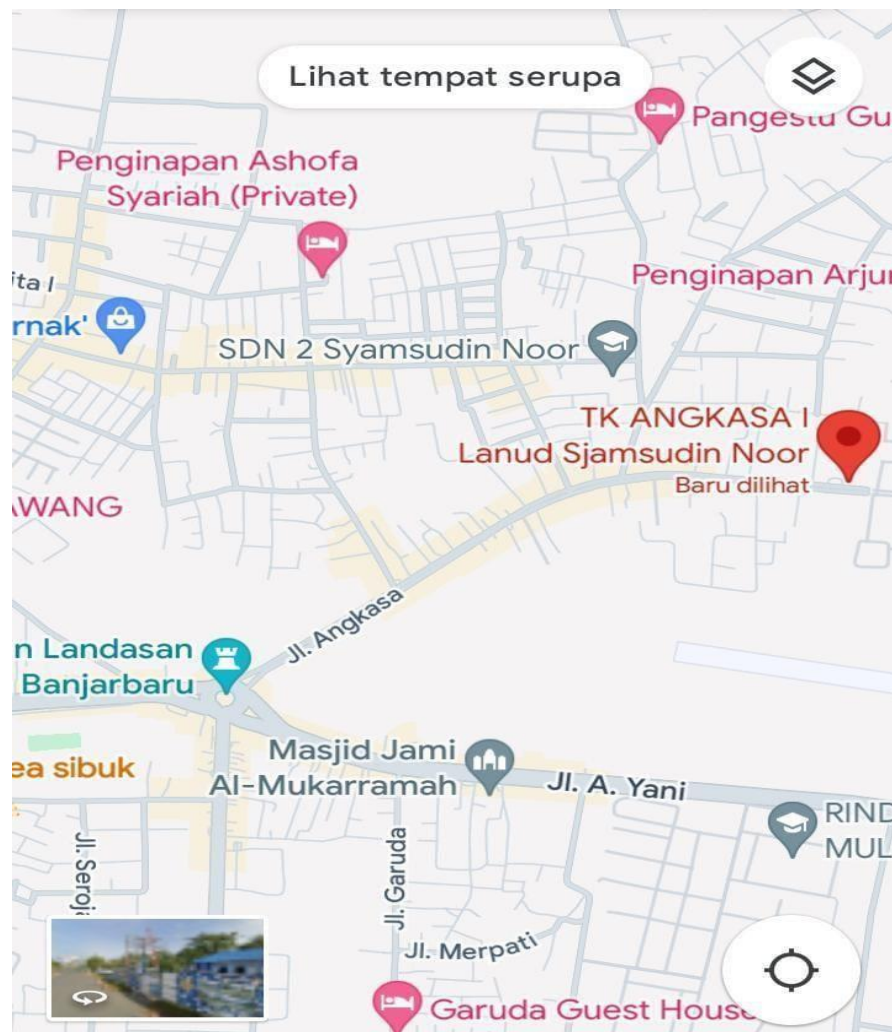 Lihat tempat serupa
Pangestu Gu
Penginapan Ashofa
Syariah (Private)
ita I
Penginapan Arjun
rnak'
SDN 2 Syamsudin Noor
TK ANGKASA I
Lanud Sjamsudin Noor
Baru dilihat
AWANG
Jl. Angkasa
n Landasan
Banjarbaru
Masjid Jami
Al-Mukarramah
ea sibuk
Jl. A. Yani
RIND
MUL
Jl. Seroja
Jl. Garuda
Jl. Merpati
Garuda Guest House